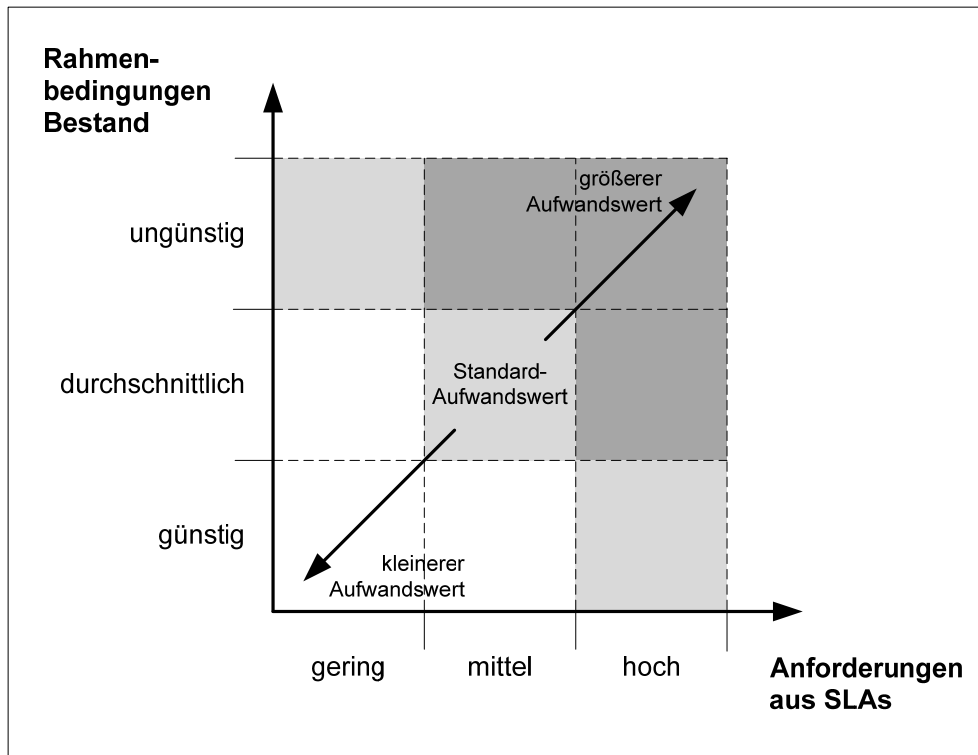 Rahmen-
bedingungen
Bestand
größerer
Aufwandswert
ungünstig
Standard-
Aufwandswert
durchschnittlich
günstig
kleinerer
Aufwandswert
gering
mittel
hoch
Anforderungen
aus SLAs